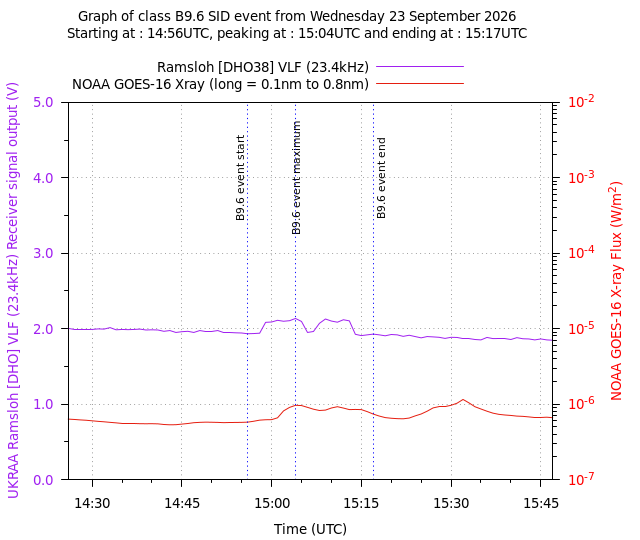 Graph of class B9.6 SID event from Wednesday 23 September 2026
Starting at : 14:56UTC, peaking at : 15:04UTC and ending at : 15:17UTC
Ramsloh [DHO38] VLF (23.4kHz)
NOAA GOES-16 Xray (long = 0.1nm to 0.8nm)
UKRAA Ramsloh [DHO] VLF (23.4kHz) Receiver signal output (V)
5.0
4.0
3.0
2.0
1.0
0.0
B9.6 event start
B9.6 event maximum
B9.6 event end
10⁻²
10⁻³
10⁻⁴
10⁻⁵
10⁻⁶
10⁻⁷
NOAA GOES-16 X-ray Flux (W/m²)
14:30 14:45 15:00 15:15 15:30 15:45
Time (UTC)